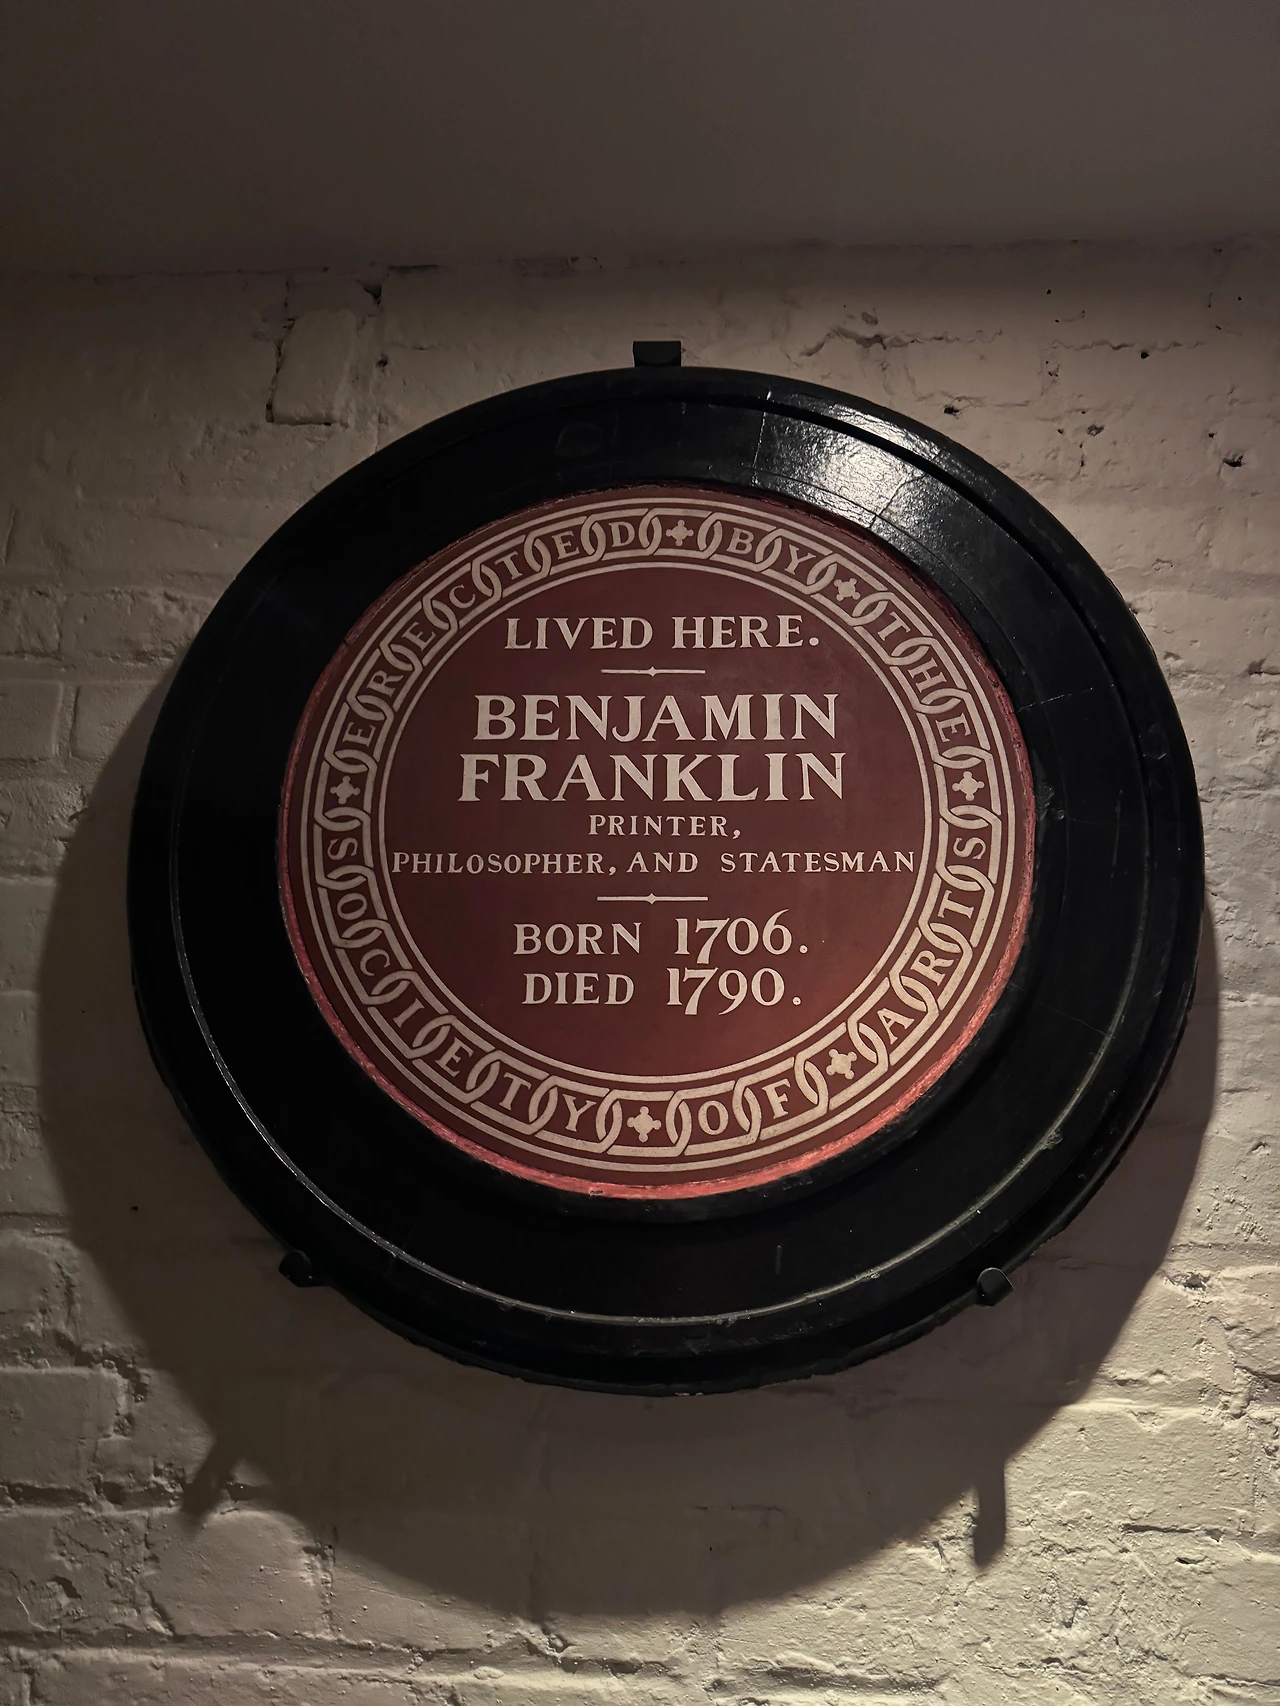 ERECTED BY THE SOCIETY OF ARTS
LIVED HERE.
BENJAMIN
FRANKLIN
PRINTER,
PHILOSOPHER, AND STATESMAN
BORN 1706.
DIED 1790.